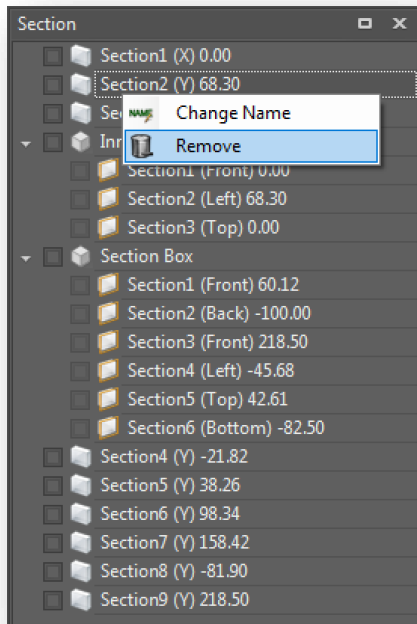 Section
Section1 (X) 0.00
Section2 (Y) 68.30
NAME Change Name
Remove
Section1 (Front) 0.00
Section2 (Left) 68.30
Section3 (Top) 0.00
Section Box
Section1 (Front) 60.12
Section2 (Back) -100.00
Section3 (Front) 218.50
Section4 (Left) -45.68
Section5 (Top) 42.61
Section6 (Bottom) -82.50
Section4 (Y) -21.82
Section5 (Y) 38.26
Section6 (Y) 98.34
Section7 (Y) 158.42
Section8 (Y) -81.90
Section9 (Y) 218.50